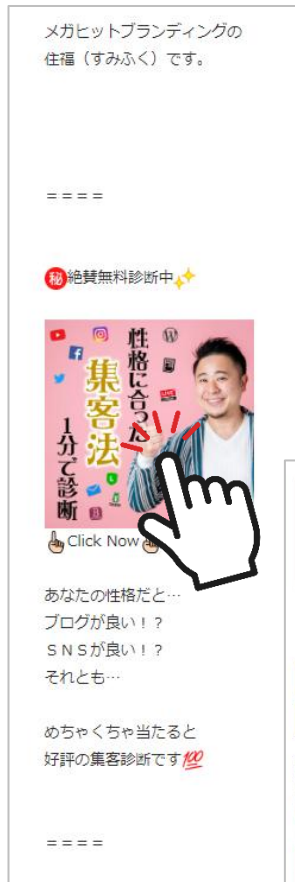 メガヒットブランディングの
住福（すみふく）です。
＝＝＝＝
㊙絶賛無料診断中✨
性格に合った
集客法
1分で診断
LIVE
👆Click Now👆
あなたの性格だと…
ブログが良い！？
ＳＮＳが良い！？
それとも…
めちゃくちゃ当たると
好評の集客診断です💯
＝＝＝＝